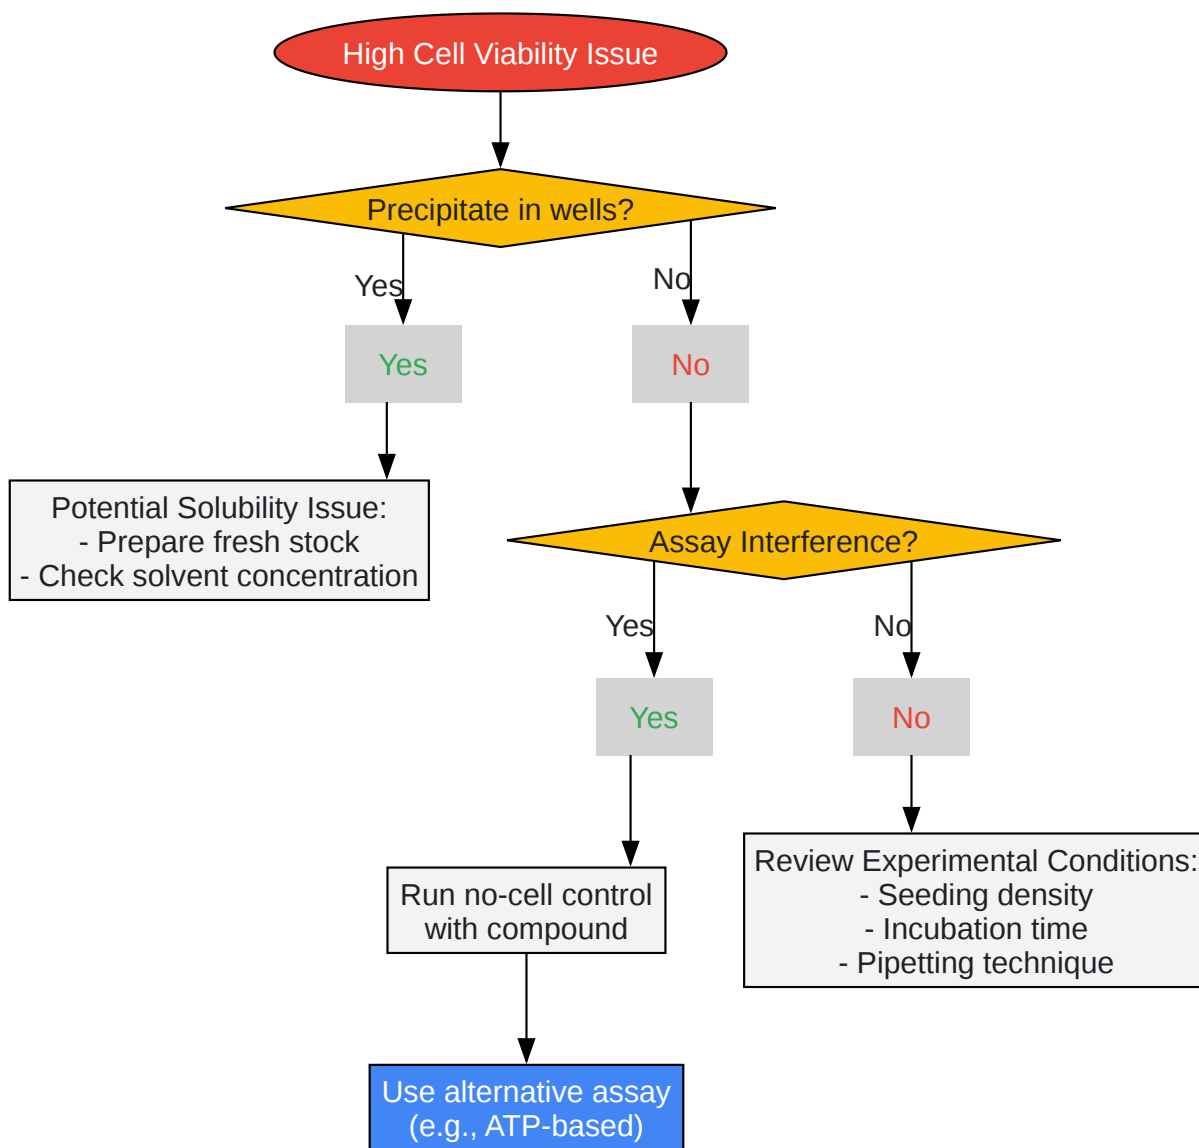 High Cell Viability Issue
Precipitate in wells?
Yes
No
Yes
No
Potential Solubility Issue:
- Prepare fresh stock
- Check solvent concentration
Assay Interference?
Yes
No
Yes
No
Run no-cell control
with compound
Review Experimental Conditions:
- Seeding density
- Incubation time
- Pipetting technique
Use alternative assay
(e.g., ATP-based)